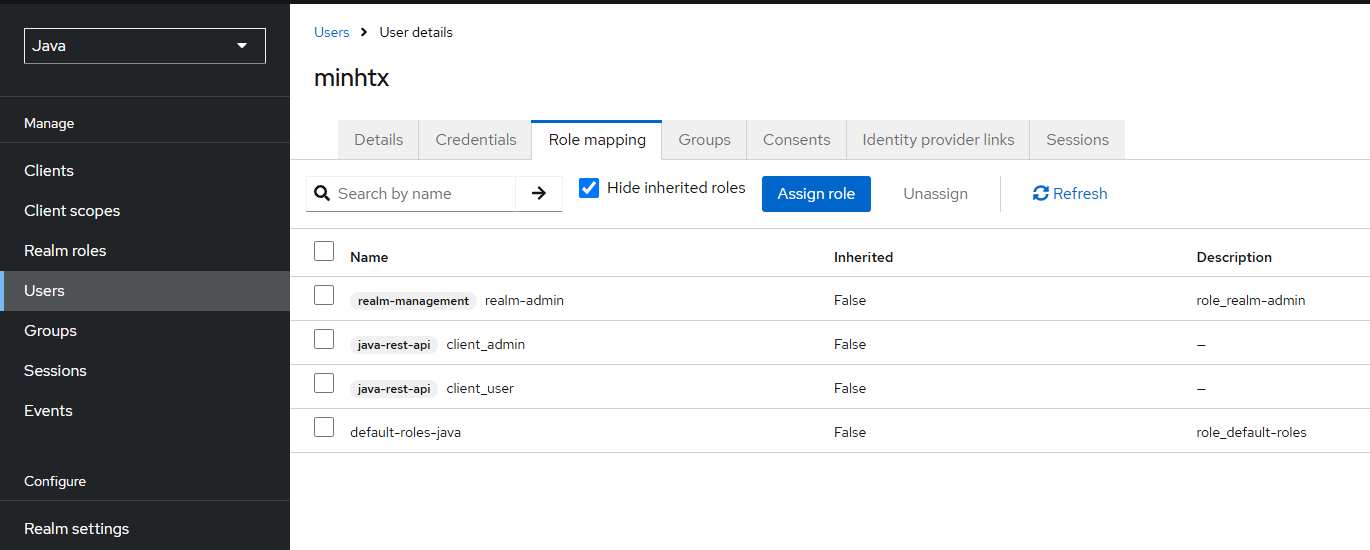 Java
Manage
Clients
Client scopes
Realm roles
Users
Groups
Sessions
Events
Configure
Realm settings
Users User details
minhtx
Details Credentials Role mapping Groups Consents Identity provider links Sessions
Search by name Hide inherited roles Assign role Unassign Refresh
Name Inherited Description
realm-management realm-admin False role_realm-admin
java-rest-api client_admin False –
java-rest-api client_user False –
default-roles-java False role_default-roles